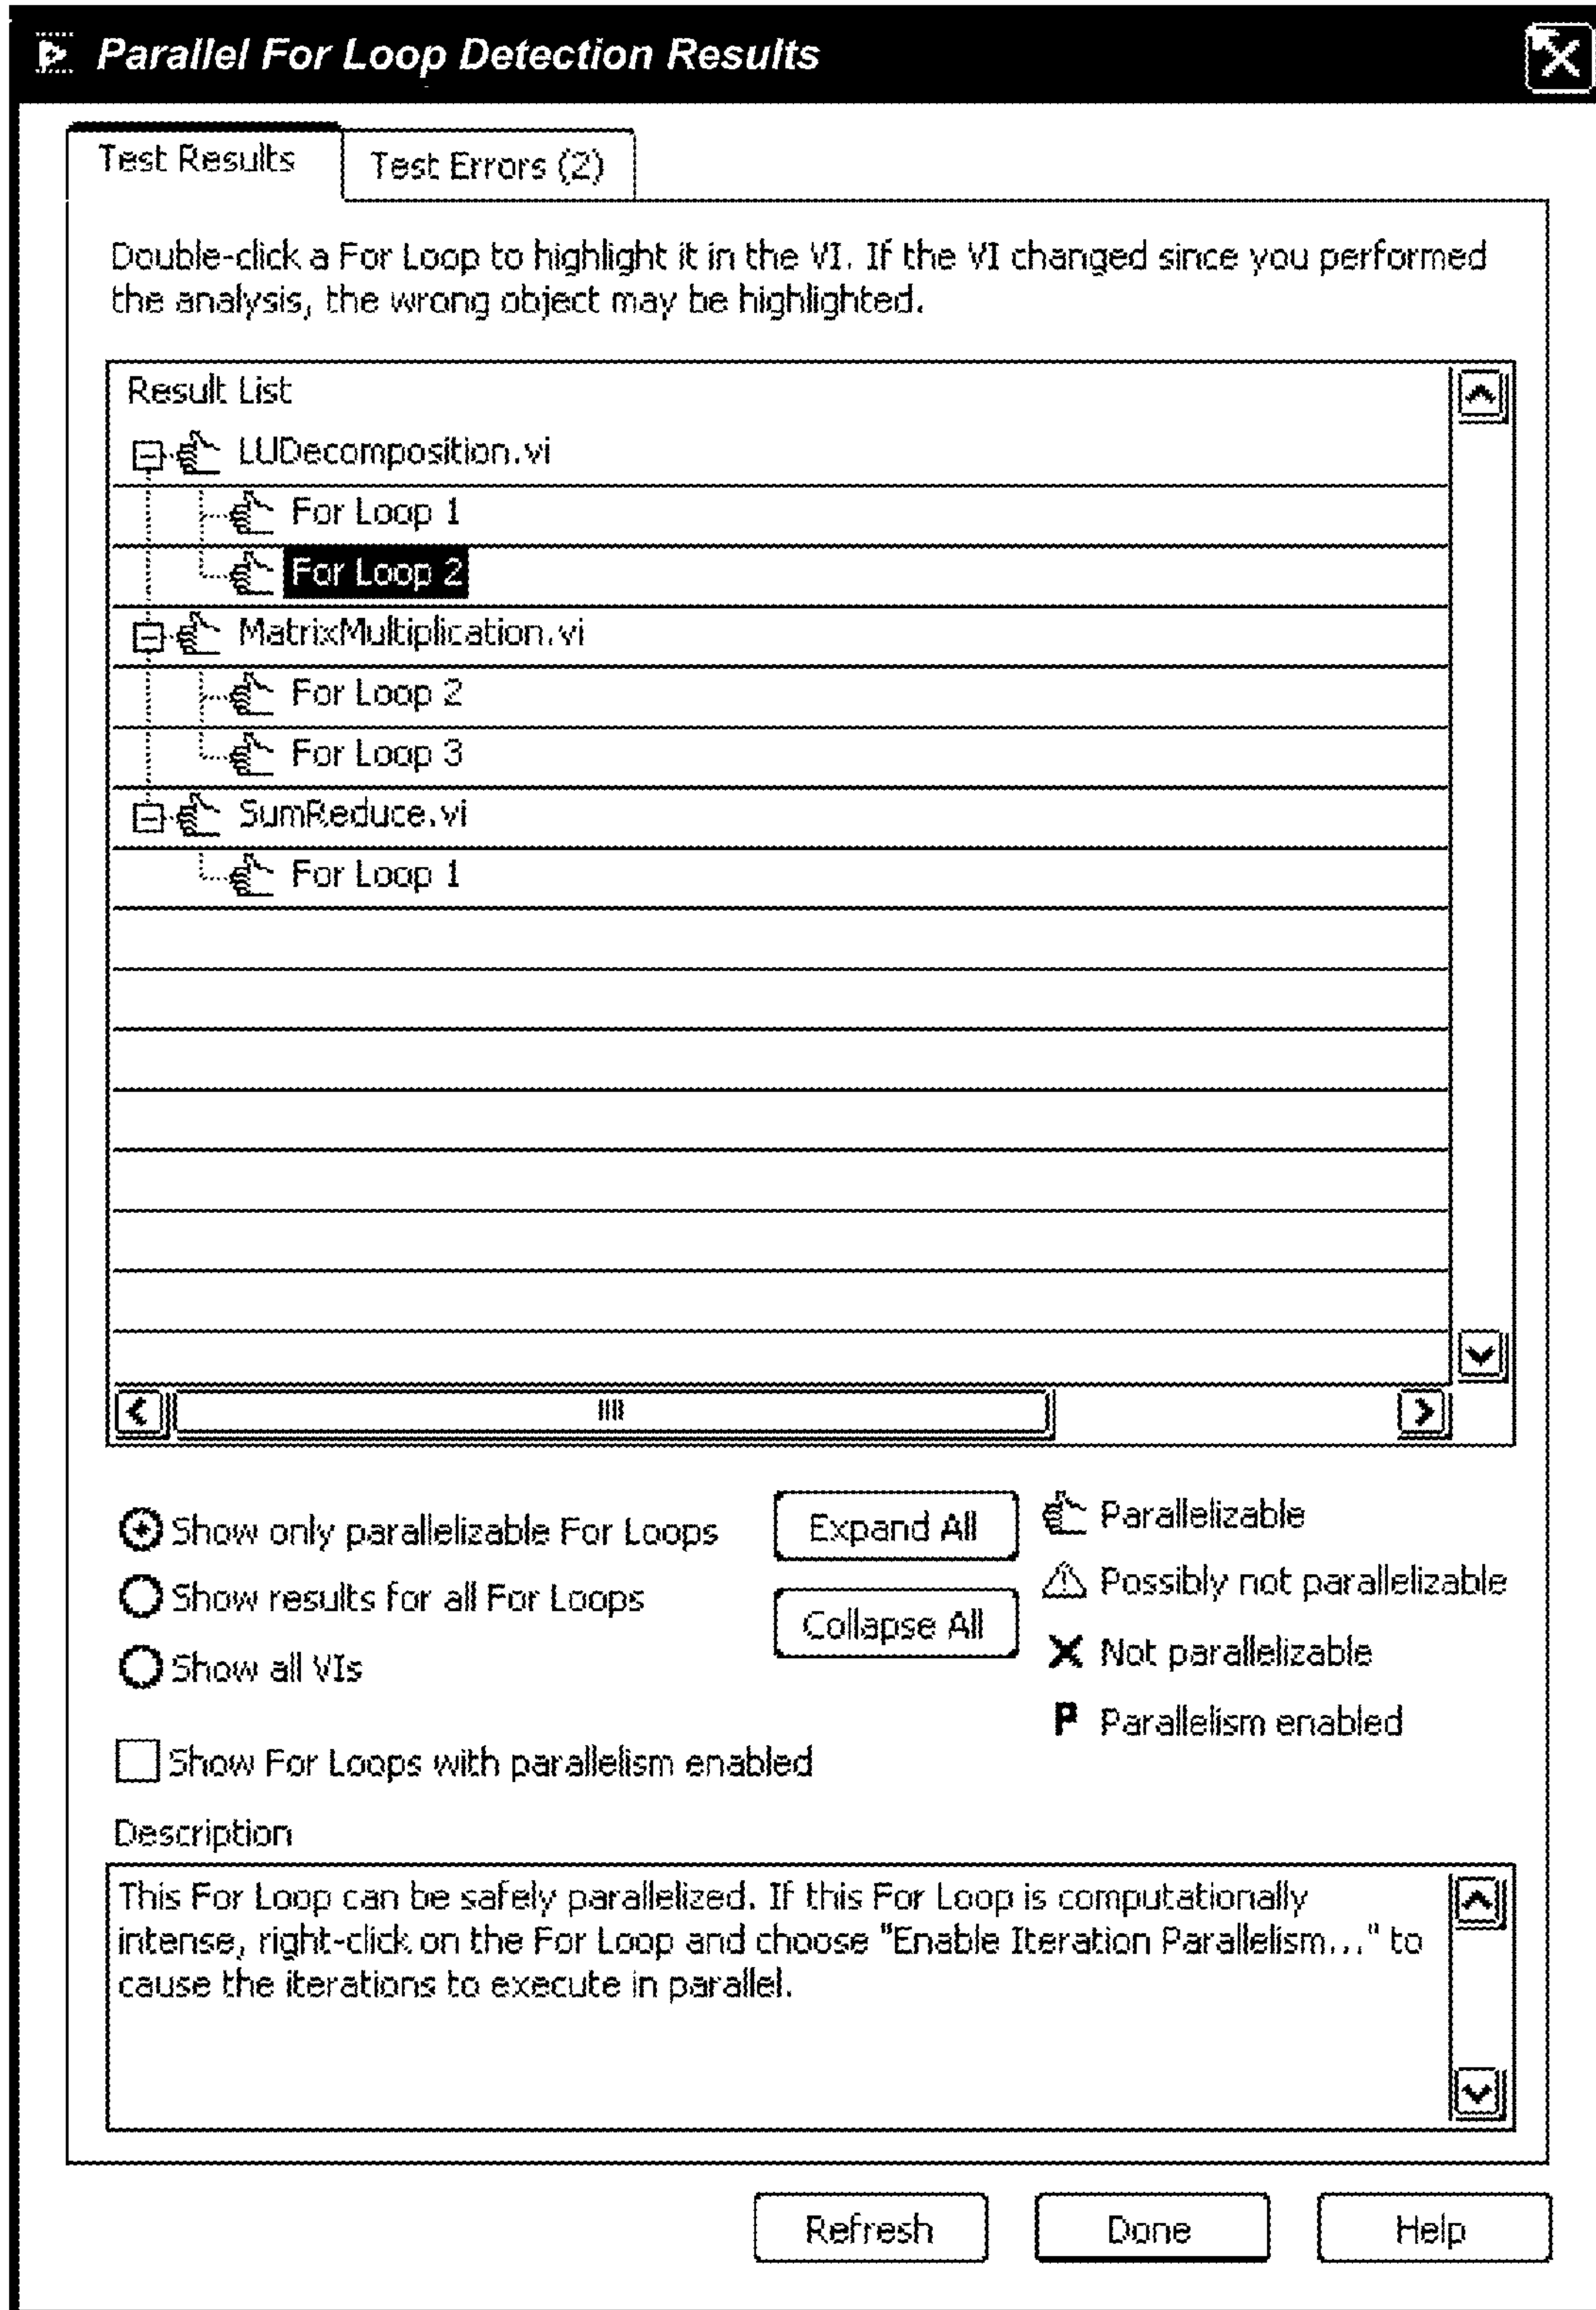 Parallel For Loop Detection Results
Test Results
Test Errors (2)
Double-click a For Loop to highlight it in the VI. If the VI changed since you performed
the analysis, the wrong object may be highlighted.
Result List
LUDecomposition.vi
For Loop 1
For Loop 2
MatrixMultiplication.vi
For Loop 2
For Loop 3
SumReduce.vi
For Loop 1
Show only parallelizable For Loops
Show results for all For Loops
Show all VIs
Show For Loops with parallelism enabled
Expand All
Collapse All
Parallelizable
Possibly not parallelizable
Not parallelizable
P Parallelism enabled
Description
This For Loop can be safely parallelized. If this For Loop is computationally
intense, right-click on the For Loop and choose "Enable Iteration Parallelism..." to
cause the iterations to execute in parallel.
Refresh
Done
Help